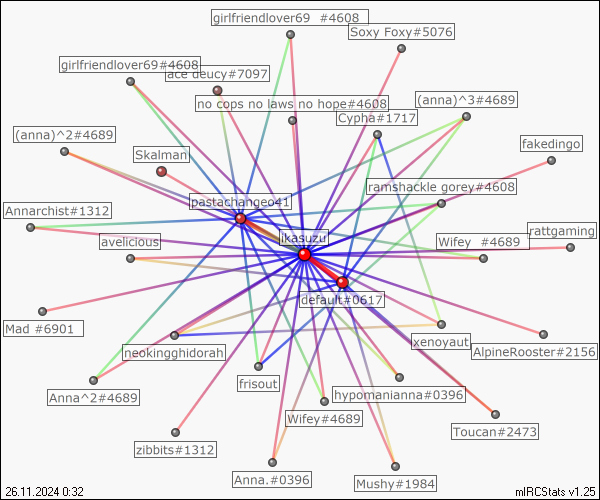 girlfriendlover69 #4608
Soxy Foxy#5076
girlfriendlover69#4608
ace deucy#7097
no cops no laws no hope#4608
(anna)^3#4689
Cypha#1717
(anna)^2#4689
fakedingo
Skalman
ramshackle gorey#4608
pastachangeo41
Annarchist#1312
rattgaming
ikasuzu
avelicious
Wifey #4689
default#0617
Mad #6901
xenoyaut
neokingghidorah
AlpineRooster#2156
frisout
hypomanianna#0396
Anna^2#4689
Wifey#4689
Toucan#2473
zibbits#1312
Anna.#0396
Mushy#1984
26.11.2024 0:32
mIRCStats v1.25